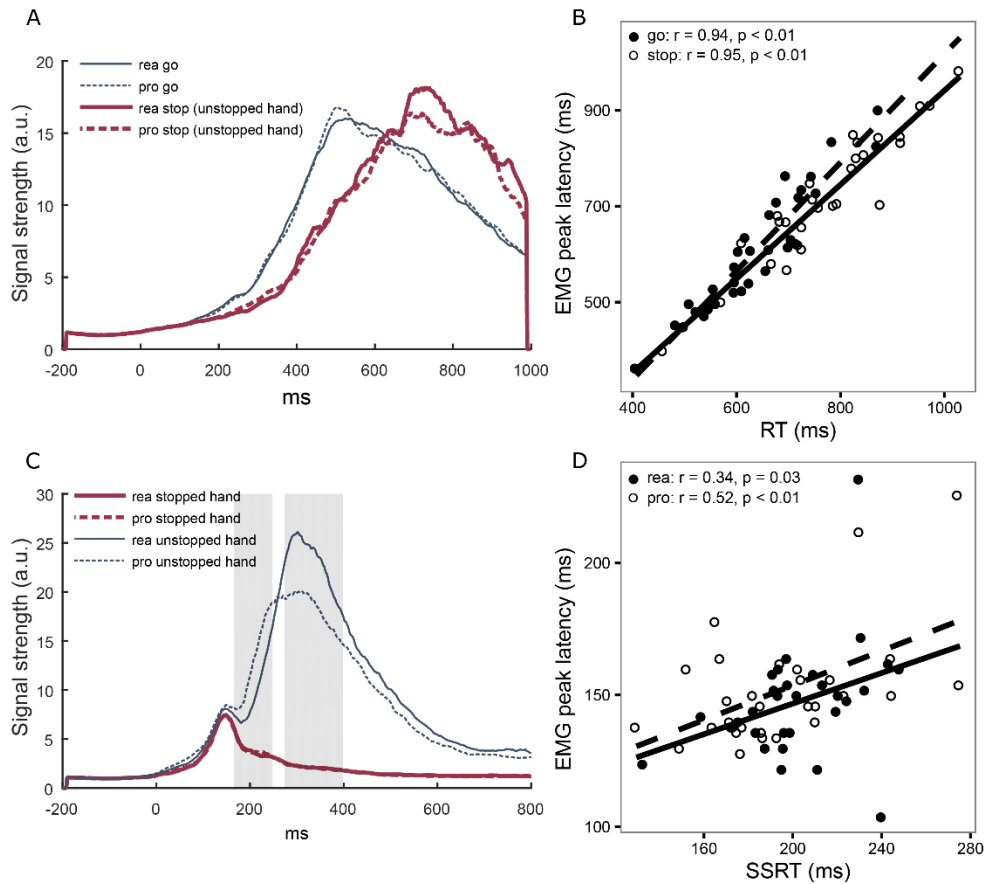 A
Signal strength (a.u.)
20
15
10
5
0
rea go
pro go
rea stop (unstopped hand)
pro stop (unstopped hand)
-200 0 200 400 600 800 1000
ms
B
EMG peak latency (ms)
900
700
500
go: r = 0.94, p < 0.01
stop: r = 0.95, p < 0.01
400 600 800 1000
RT (ms)
C
Signal strength (a.u.)
30
25
20
15
10
5
0
rea stopped hand
pro stopped hand
rea unstopped hand
pro unstopped hand
-200 0 200 400 600 800
ms
D
EMG peak latency (ms)
200
150
100
rea: r = 0.34, p = 0.03
pro: r = 0.52, p < 0.01
160 200 240 280
SSRT (ms)